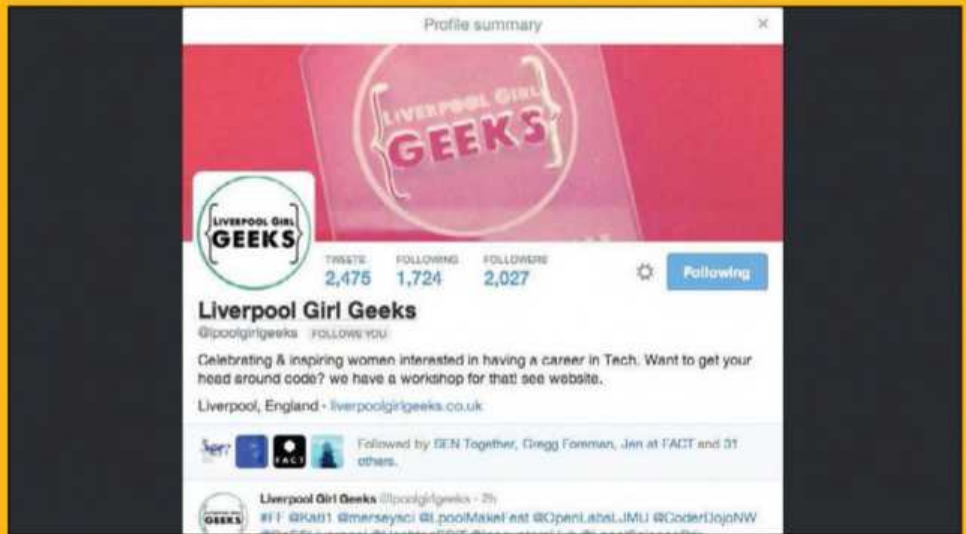 Profile summary
LIVERPOOL GIRL
GEEKS
LIVERPOOL GIRL
GEEKS
TWEETS FOLLOWING FOLLOWERS
2,475 1,724 2,027
Following
Liverpool Girl Geeks
@lpoolgirlgeeks FOLLOWS YOU
Celebrating & inspiring women interested in having a career in Tech. Want to get your
head around code? we have a workshop for that! see website.
Liverpool, England · liverpoolgirlgeeks.co.uk
FACT
Followed by SEN Together, Gregg Foreman, Jen at FACT and 31
others.
Liverpool Girl Geeks @lpoolgirlgeeks · 2h
GEEKS
#FF @merseysci @LpoolMakeFest @OpenLabsLJMU @CoderDojoNW